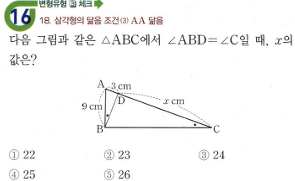 변형유형 체크
16
18. 삼각형의 닮음 조건(3) AA 닮음
다음 그림과 같은 △ABC에서 ∠ABD=∠C일 때, x의
값은?
A 3 cm
D
x cm
9 cm
B
C
① 22
② 23
③ 24
④ 25
⑤ 26